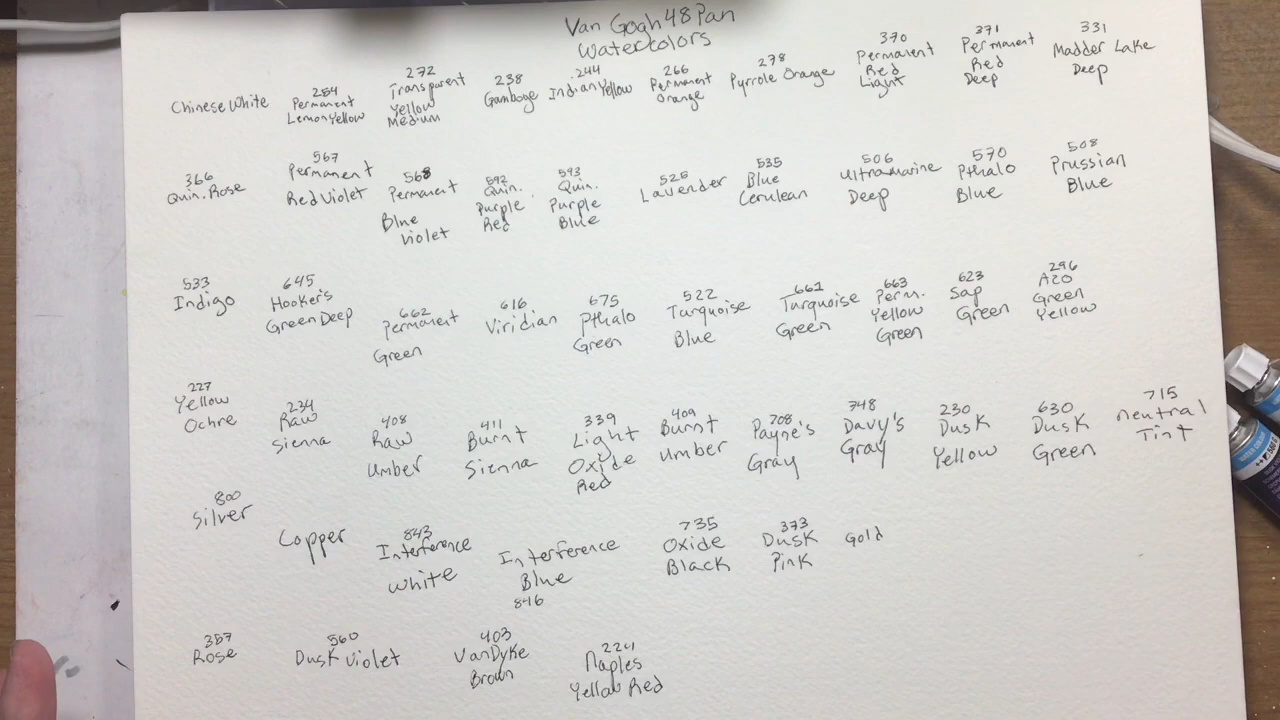 Van Gogh 48 Pan
Watercolors
Chinese White
254
Permanent
Lemon Yellow
272
Transparent
Yellow
Medium
238
Gamboge
244
Indian Yellow
266
Permanent
Orange
278
Pyrrole Orange
370
Permanent
Red
Light
371
Permanent
Red
Deep
331
Madder Lake
Deep
366
Quin. Rose
567
Permanent
Red Violet
568
Permanent
Blue
Violet
592
Quin.
Purple
Red
593
Quin.
Purple
Blue
526
Lavender
535
Blue
Cerulean
506
Ultramarine
Deep
570
Pthalo
Blue
508
Prussian
Blue
533
Indigo
645
Hooker's
Green Deep
662
Permanent
Green
616
Viridian
675
Pthalo
Green
522
Turquoise
Blue
661
Turquoise
Green
663
Perm.
Yellow
Green
623
Sap
Green
296
Azo
Green
Yellow
227
Yellow
Ochre
234
Raw
Sienna
408
Raw
Umber
411
Burnt
Sienna
339
Light
Oxide
Red
409
Burnt
Umber
708
Payne's
Gray
748
Davy's
Gray
230
Dusk
Yellow
630
Dusk
Green
715
neutral
Tint
800
Silver
Copper
843
Interference
White
Interference
Blue
846
735
Oxide
Black
373
Dusk
Pink
Gold
357
Rose
560
Dusk Violet
403
VanDyke
Brown
224
Naples
Yellow Red